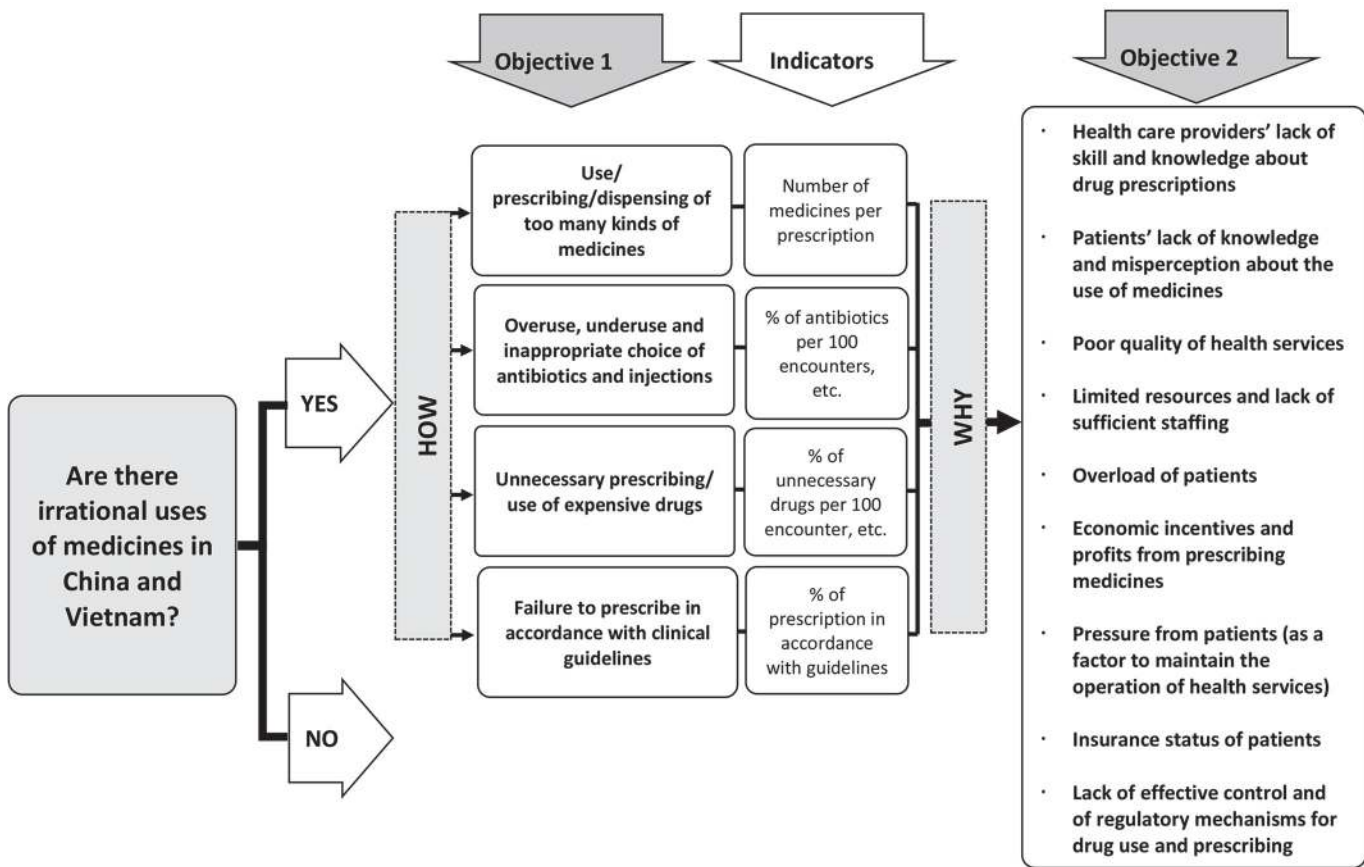 Objective 1
Indicators
Objective 2
Are there
irrational uses
of medicines in
China and
Vietnam?
YES
NO
HOW
Use/
prescribing/dispensing of
too many kinds of
medicines
Number of
medicines per
prescription
Overuse, underuse and
inappropriate choice of
antibiotics and injections
% of antibiotics
per 100
encounters,
etc.
Unnecessary prescribing/
use of expensive drugs
% of
unnecessary
drugs per 100
encounter, etc.
Failure to prescribe in
accordance with clinical
guidelines
% of
prescription in
accordance
with guidelines
WHY
· Health care providers’ lack of
skill and knowledge about
drug prescriptions
· Patients’ lack of knowledge
and misperception about the
use of medicines
· Poor quality of health services
· Limited resources and lack of
sufficient staffing
· Overload of patients
· Economic incentives and
profits from prescribing
medicines
· Pressure from patients (as a
factor to maintain the
operation of health services)
· Insurance status of patients
· Lack of effective control and
of regulatory mechanisms for
drug use and prescribing